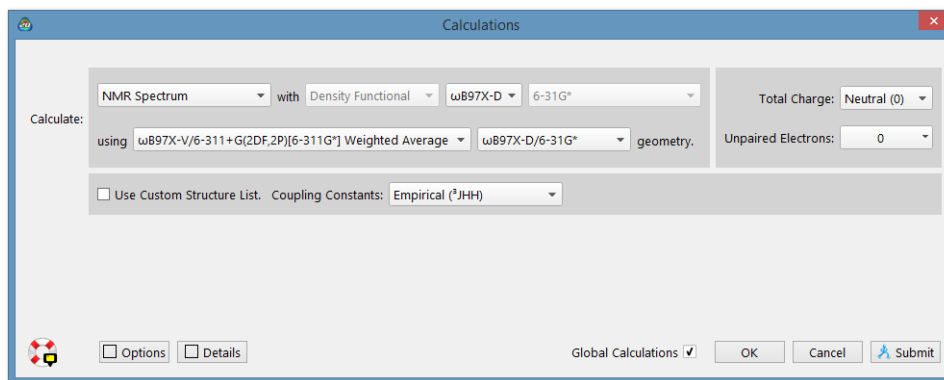 Calculations
Calculate:
NMR Spectrum with Density Functional ωB97X-D 6-31G*
using ωB97X-V/6-311+G(2DF,2P)[6-311G*] Weighted Average ωB97X-D/6-31G* geometry.
Total Charge: Neutral (0)
Unpaired Electrons: 0
Use Custom Structure List. Coupling Constants: Empirical (³JHH)
Options Details Global Calculations OK Cancel Submit